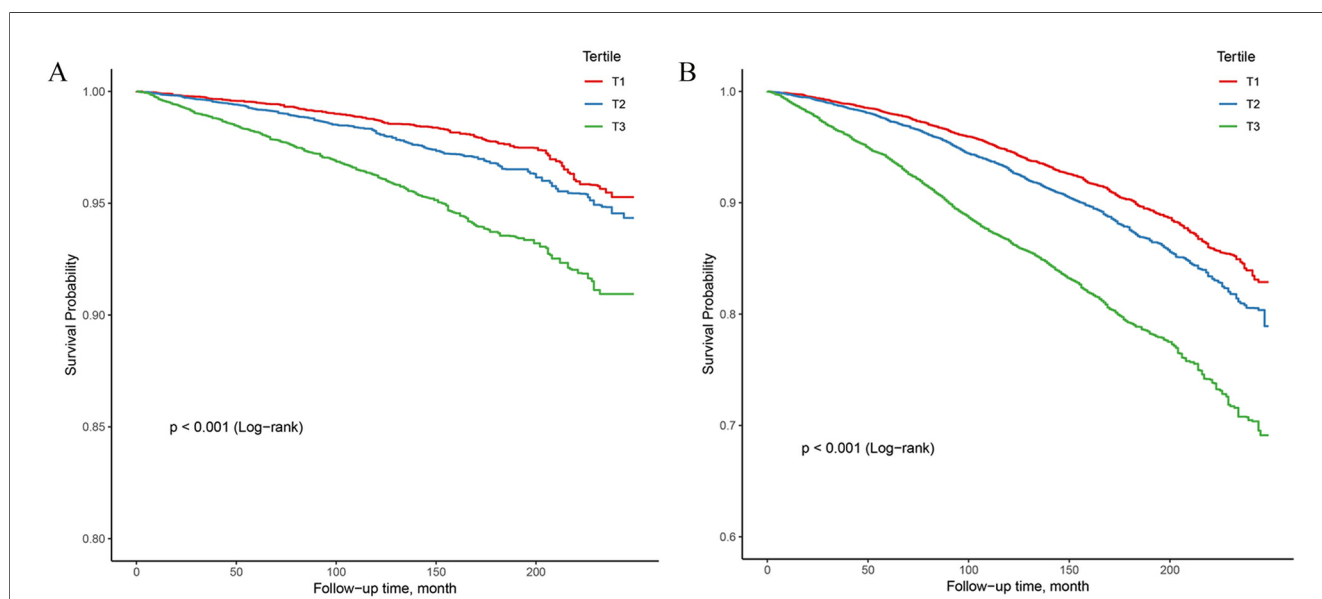 A
Tertile
T1
T2
T3
1.00
0.95
0.90
0.85
0.80
Survival Probability
p < 0.001 (Log−rank)
0 50 100 150 200
Follow−up time, month
B
Tertile
T1
T2
T3
1.0
0.9
0.8
0.7
0.6
Survival Probability
p < 0.001 (Log−rank)
0 50 100 150 200
Follow−up time, month